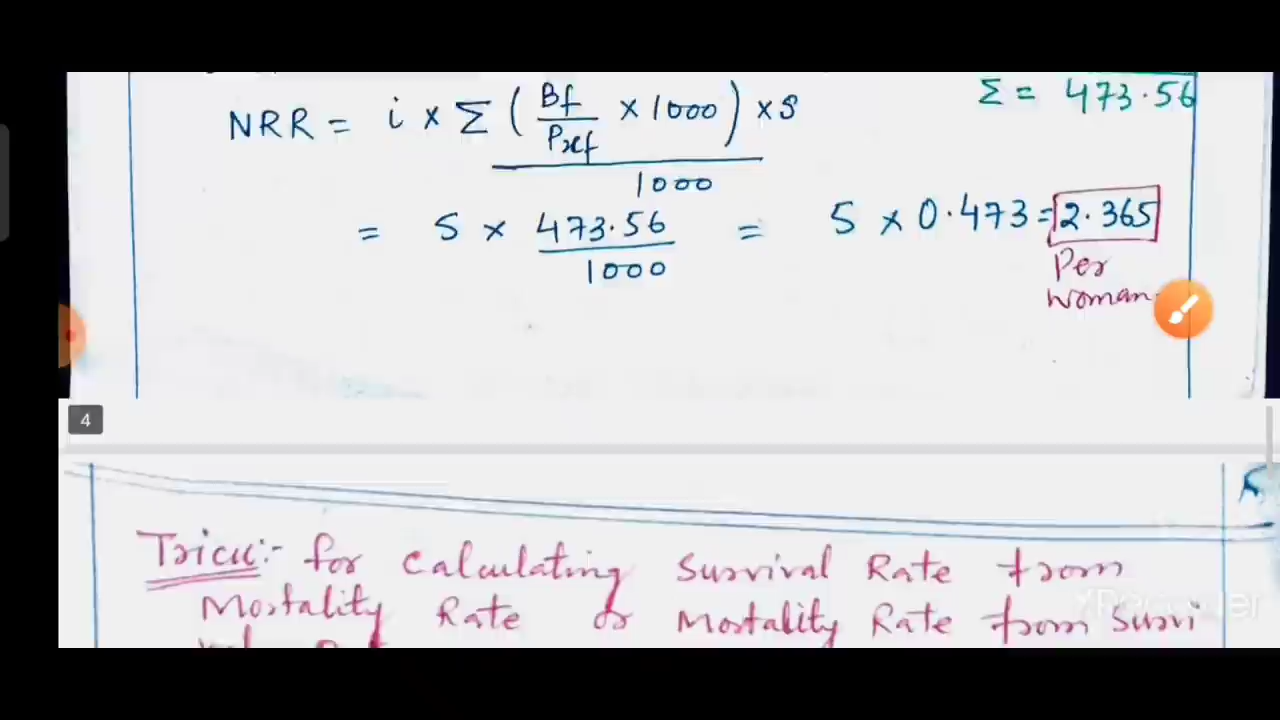 Σ = 473.56
NRR = i × Σ ( Bf / Pxf × 1000 ) × S
1000
= 5 × 473.56 / 1000 = 5 × 0.473 = 2.365
Per
woman
4
Trick:- for Calculating Survival Rate from
Mortality Rate or Mortality Rate from Survi